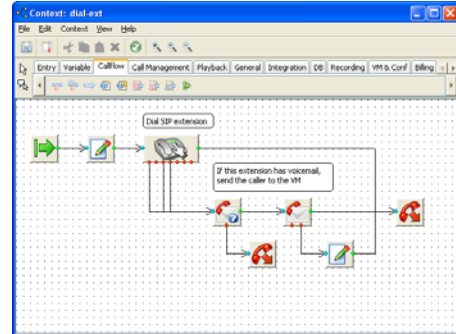 Context: dial-ext
File Edit Context View Help
Entry Variable Callflow Call Management Playback General Integration DB Recording VM & Conf Billing
Dial SIP extension
If this extension has voicemail,
send the caller to the VM